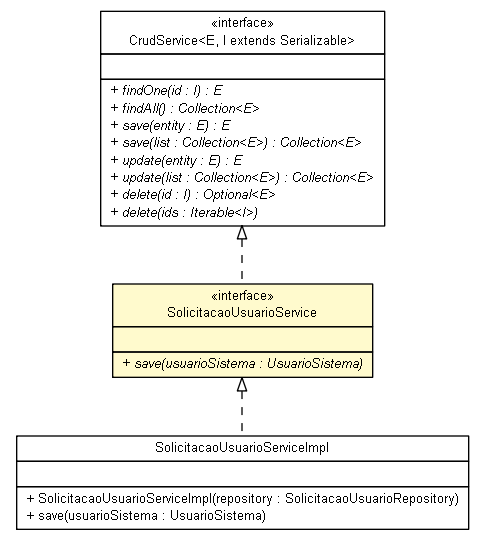 «interface»
CrudService<E, I extends Serializable>
+ findOne(id : I) : E
+ findAll() : Collection<E>
+ save(entity : E) : E
+ save(list : Collection<E>) : Collection<E>
+ update(entity : E) : E
+ update(list : Collection<E>) : Collection<E>
+ delete(id : I) : Optional<E>
+ delete(ids : Iterable<I>)
«interface»
SolicitacaoUsuarioService
+ save(usuarioSistema : UsuarioSistema)
SolicitacaoUsuarioServiceImpl
+ SolicitacaoUsuarioServiceImpl(repository : SolicitacaoUsuarioRepository)
+ save(usuarioSistema : UsuarioSistema)